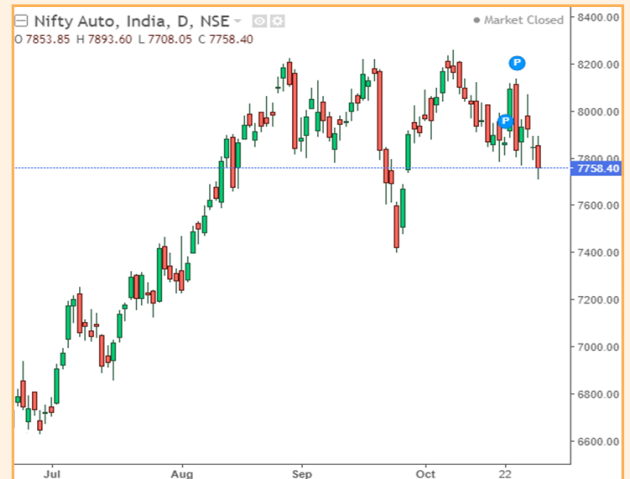 Nifty Auto, India, D, NSE
Market Closed
O 7853.85 H 7893.60 L 7708.05 C 7758.40
8400.00
8200.00
8000.00
7800.00
7758.40
7600.00
7400.00
7200.00
7000.00
6800.00
6600.00
P
P
Jul Aug Sep Oct 22